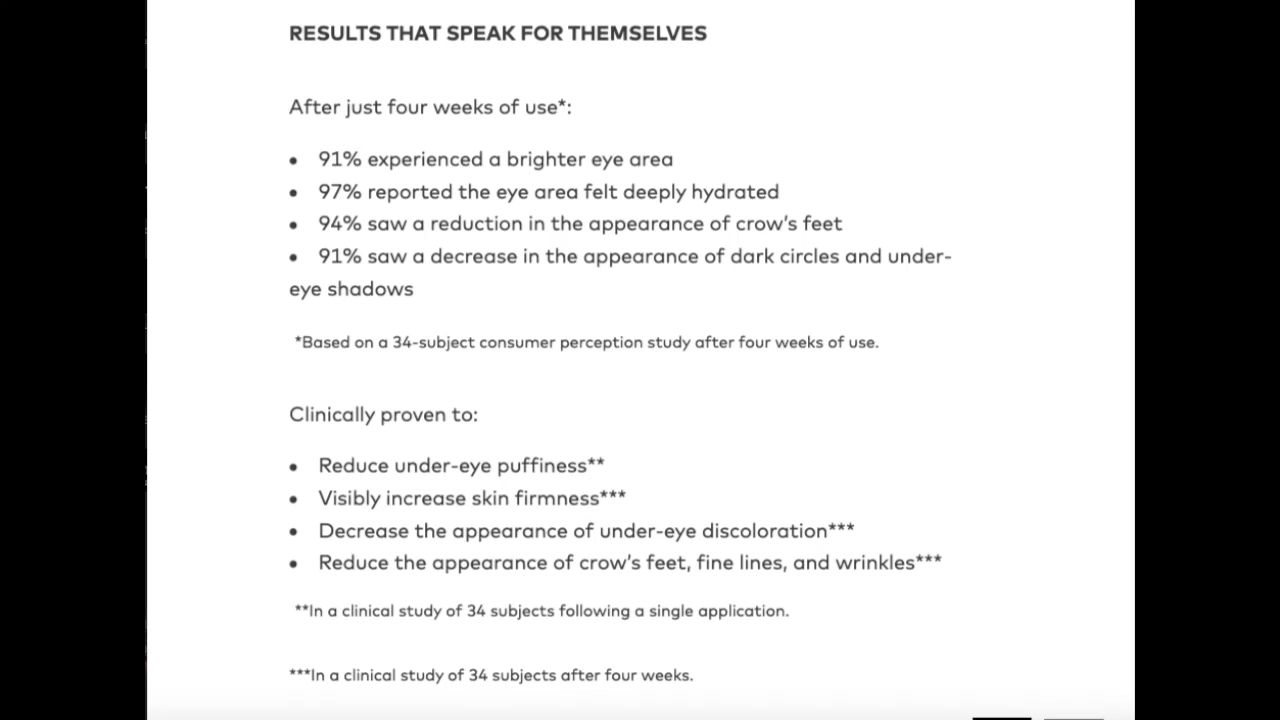 RESULTS THAT SPEAK FOR THEMSELVES
After just four weeks of use*:
• 91% experienced a brighter eye area
• 97% reported the eye area felt deeply hydrated
• 94% saw a reduction in the appearance of crow's feet
• 91% saw a decrease in the appearance of dark circles and under-
eye shadows
*Based on a 34-subject consumer perception study after four weeks of use.
Clinically proven to:
• Reduce under-eye puffiness**
• Visibly increase skin firmness***
• Decrease the appearance of under-eye discoloration***
• Reduce the appearance of crow's feet, fine lines, and wrinkles***
**In a clinical study of 34 subjects following a single application.
***In a clinical study of 34 subjects after four weeks.